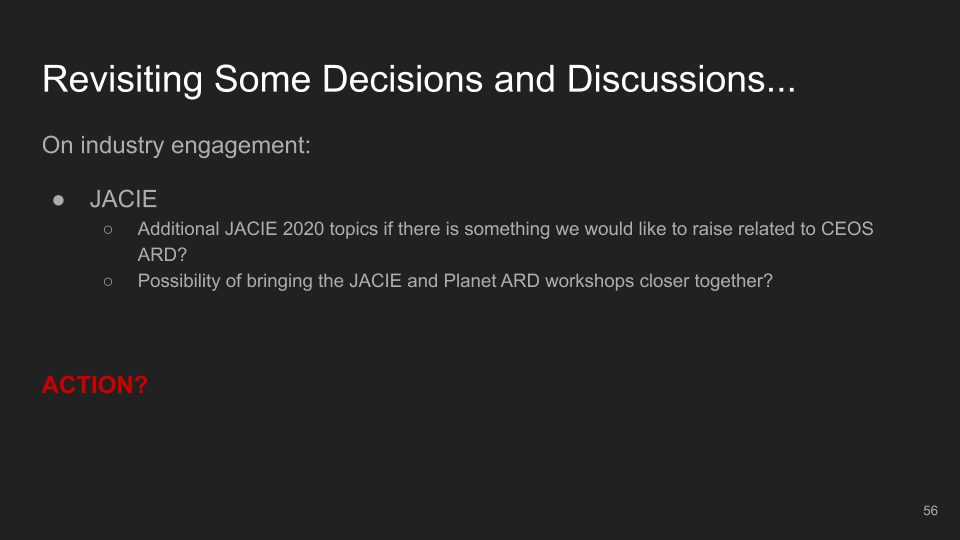 Revisiting Some Decisions and Discussions...
On industry engagement:
● JACIE
○ Additional JACIE 2020 topics if there is something we would like to raise related to CEOS
ARD?
○ Possibility of bringing the JACIE and Planet ARD workshops closer together?
ACTION?
56